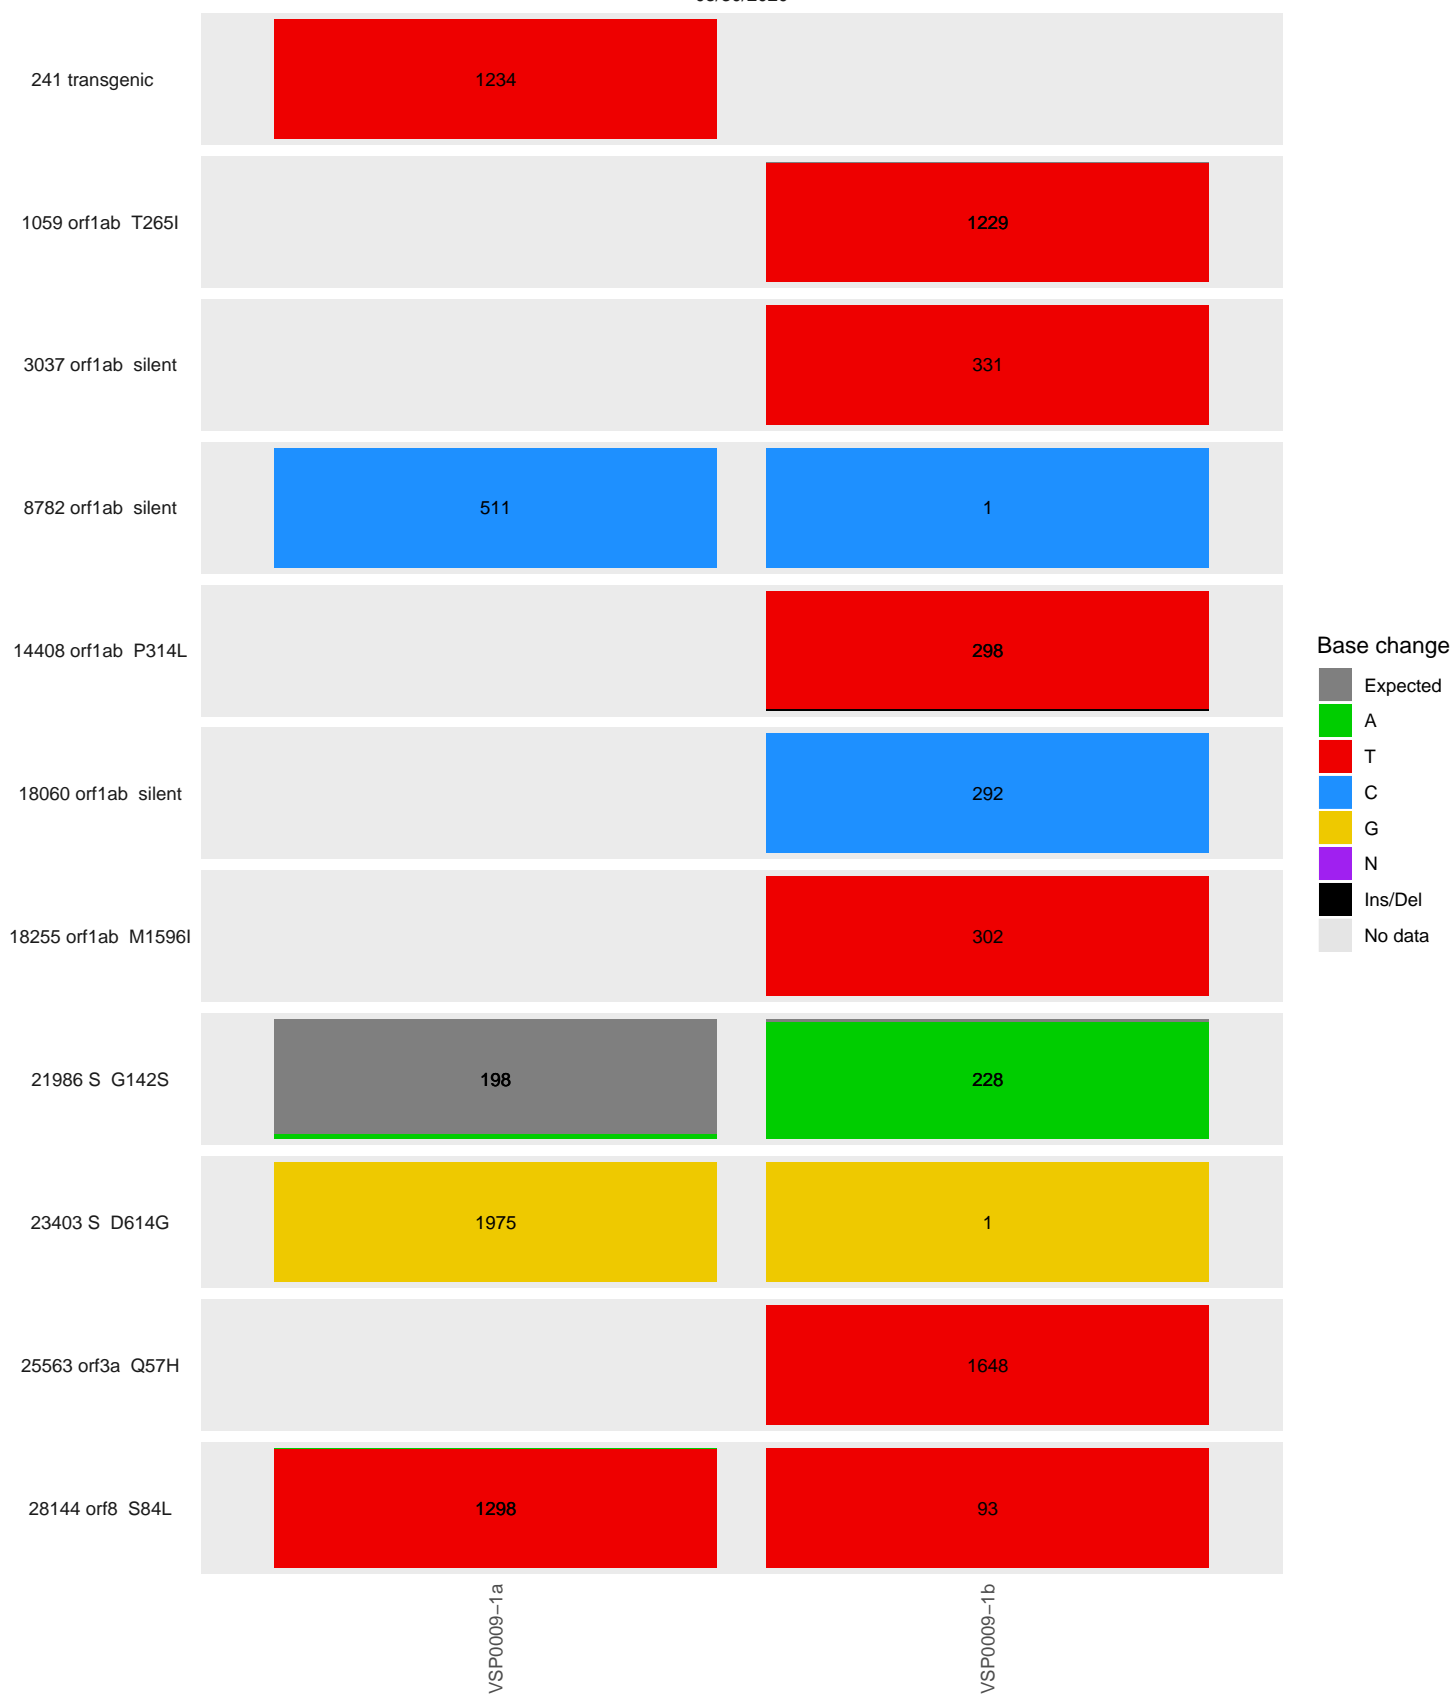 241 transgenic
1234
1059 orf1ab T265I
1229
3037 orf1ab silent
331
8782 orf1ab silent
511
1
14408 orf1ab P314L
298
18060 orf1ab silent
292
18255 orf1ab M1596I
302
21986 S G142S
198
228
23403 S D614G
1975
1
25563 orf3a Q57H
1648
28144 orf8 S84L
1298
93
VSP0009−1a
VSP0009−1b
Base change
Expected
A
T
C
G
N
Ins/Del
No data